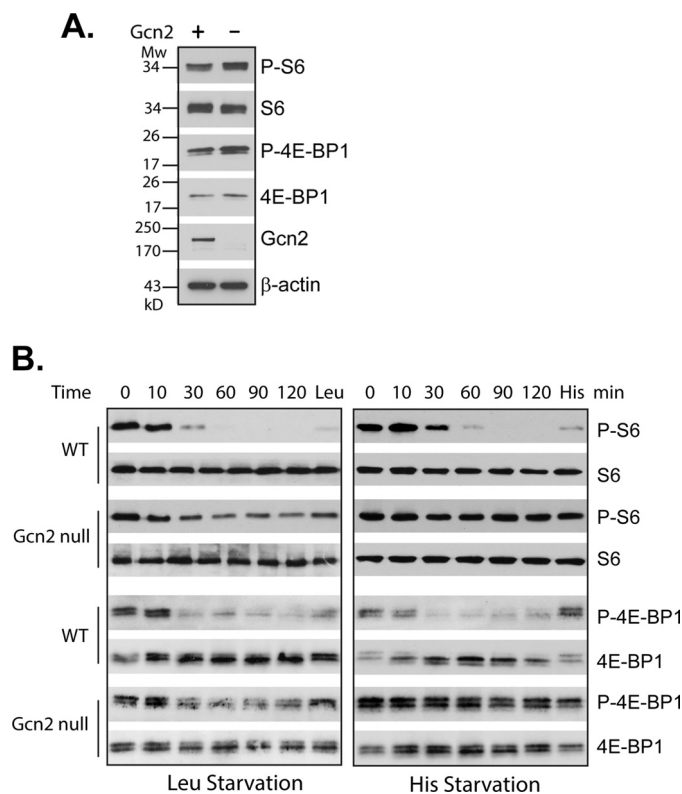 A.
Gcn2 + −
Mw
34 P-S6
34 S6
26
17 P-4E-BP1
26
17 4E-BP1
250
170 Gcn2
43 β-actin
kD
B.
Time 0 10 30 60 90 120 Leu 0 10 30 60 90 120 His min
WT P-S6
S6
Gcn2 null P-S6
S6
WT P-4E-BP1
4E-BP1
Gcn2 null P-4E-BP1
4E-BP1
Leu Starvation His Starvation